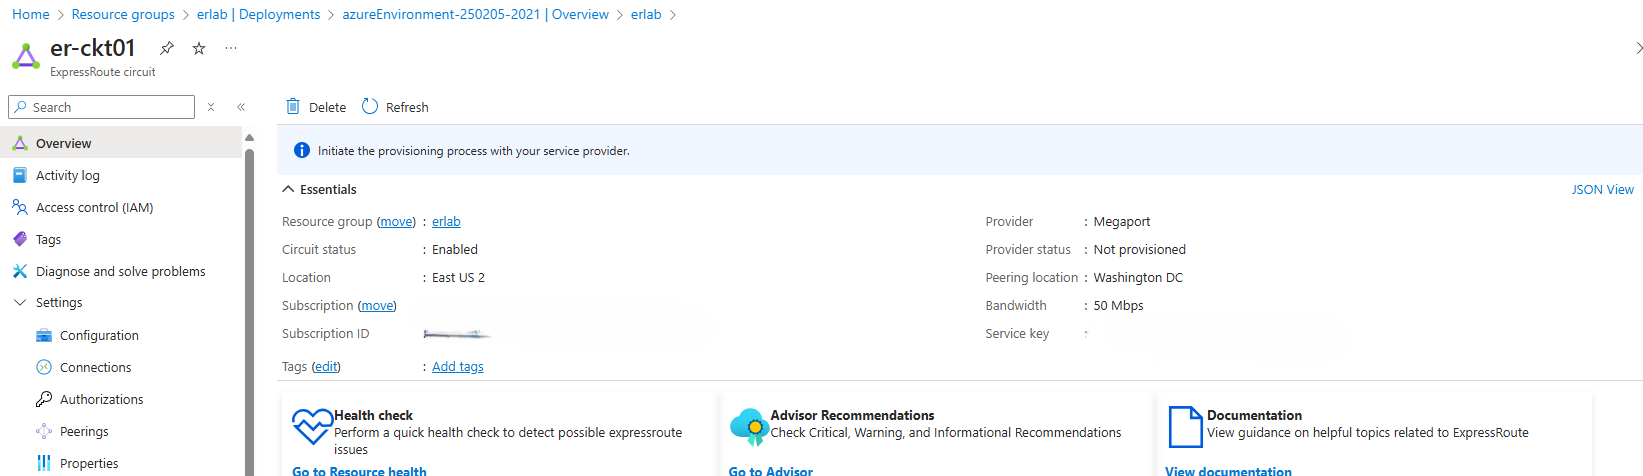 Home > Resource groups > erlab | Deployments > azureEnvironment-250205-2021 | Overview > erlab >
er-ckt01
ExpressRoute circuit
Search
Delete Refresh
Overview
Activity log
Access control (IAM)
Tags
Diagnose and solve problems
Settings
Configuration
Connections
Authorizations
Peerings
Properties
Initiate the provisioning process with your service provider.
Essentials
JSON View
Resource group (move) : erlab
Circuit status : Enabled
Location : East US 2
Subscription (move)
Subscription ID :
Tags (edit) : Add tags
Provider : Megaport
Provider status : Not provisioned
Peering location : Washington DC
Bandwidth : 50 Mbps
Service key :
Health check
Perform a quick health check to detect possible expressroute
issues
Go to Resource health
Advisor Recommendations
Check Critical, Warning, and Informational Recommendations
Go to Advisor
Documentation
View guidance on helpful topics related to ExpressRoute
View documentation